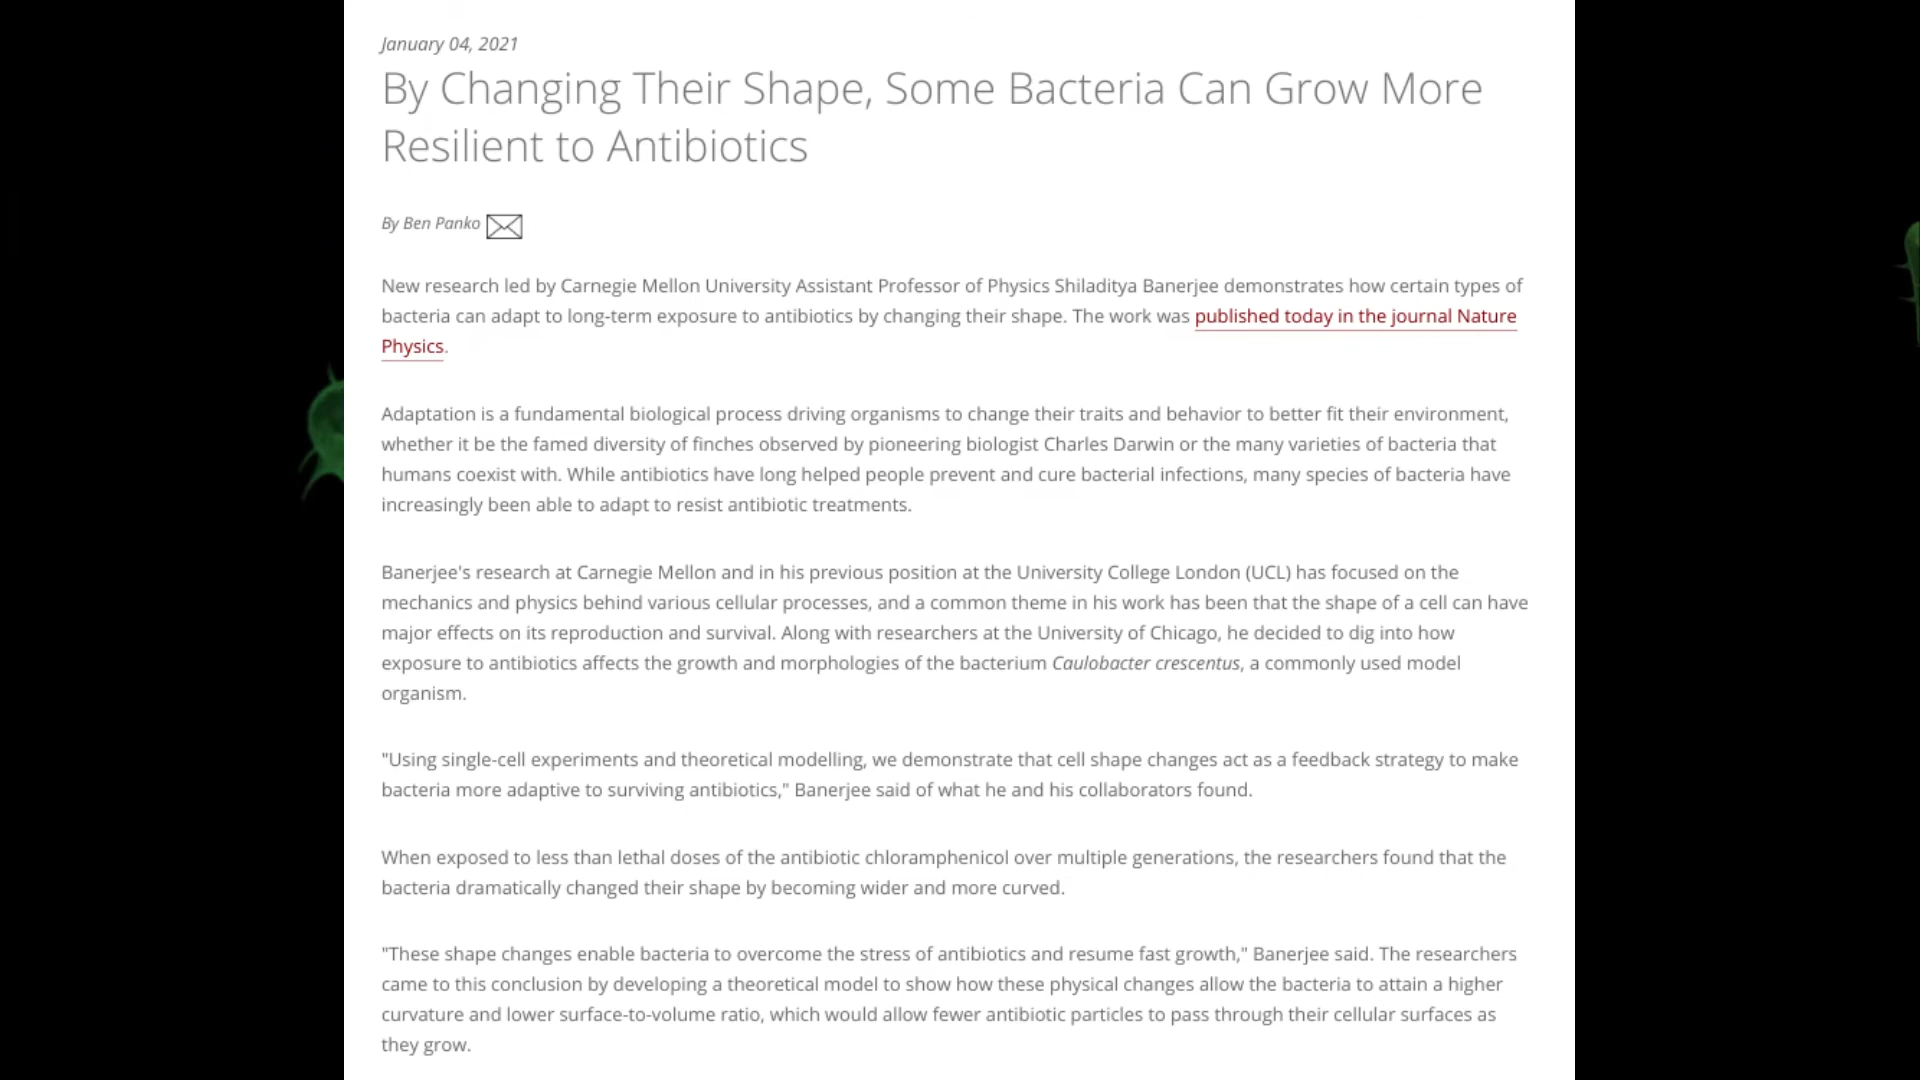 January 04, 2021
By Changing Their Shape, Some Bacteria Can Grow More
Resilient to Antibiotics
By Ben Panko
New research led by Carnegie Mellon University Assistant Professor of Physics Shiladitya Banerjee demonstrates how certain types of
bacteria can adapt to long-term exposure to antibiotics by changing their shape. The work was published today in the journal Nature
Physics.
Adaptation is a fundamental biological process driving organisms to change their traits and behavior to better fit their environment,
whether it be the famed diversity of finches observed by pioneering biologist Charles Darwin or the many varieties of bacteria that
humans coexist with. While antibiotics have long helped people prevent and cure bacterial infections, many species of bacteria have
increasingly been able to adapt to resist antibiotic treatments.
Banerjee's research at Carnegie Mellon and in his previous position at the University College London (UCL) has focused on the
mechanics and physics behind various cellular processes, and a common theme in his work has been that the shape of a cell can have
major effects on its reproduction and survival. Along with researchers at the University of Chicago, he decided to dig into how
exposure to antibiotics affects the growth and morphologies of the bacterium Caulobacter crescentus, a commonly used model
organism.
"Using single-cell experiments and theoretical modelling, we demonstrate that cell shape changes act as a feedback strategy to make
bacteria more adaptive to surviving antibiotics," Banerjee said of what he and his collaborators found.
When exposed to less than lethal doses of the antibiotic chloramphenicol over multiple generations, the researchers found that the
bacteria dramatically changed their shape by becoming wider and more curved.
"These shape changes enable bacteria to overcome the stress of antibiotics and resume fast growth," Banerjee said. The researchers
came to this conclusion by developing a theoretical model to show how these physical changes allow the bacteria to attain a higher
curvature and lower surface-to-volume ratio, which would allow fewer antibiotic particles to pass through their cellular surfaces as
they grow.